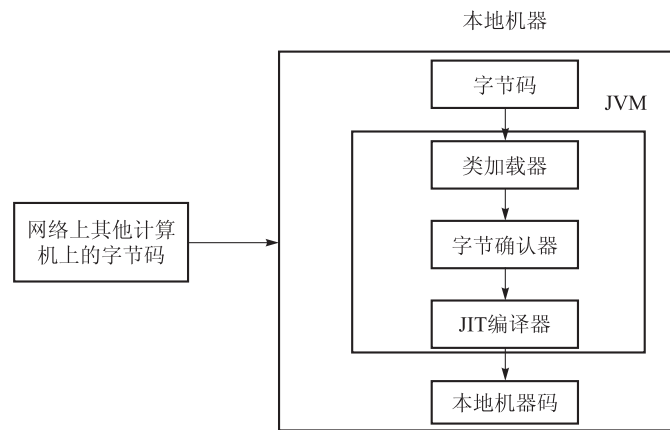 本地机器
字节码
JVM
类加载器
网络上其他计算
机上的字节码
字节确认器
JIT编译器
本地机器码